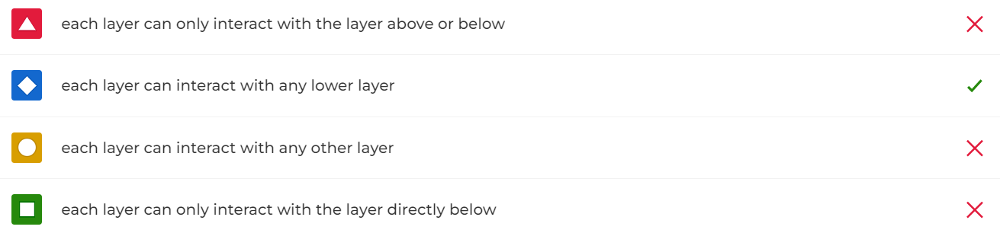 each layer can only interact with the layer above or below
each layer can interact with any lower layer
each layer can interact with any other layer
each layer can only interact with the layer directly below